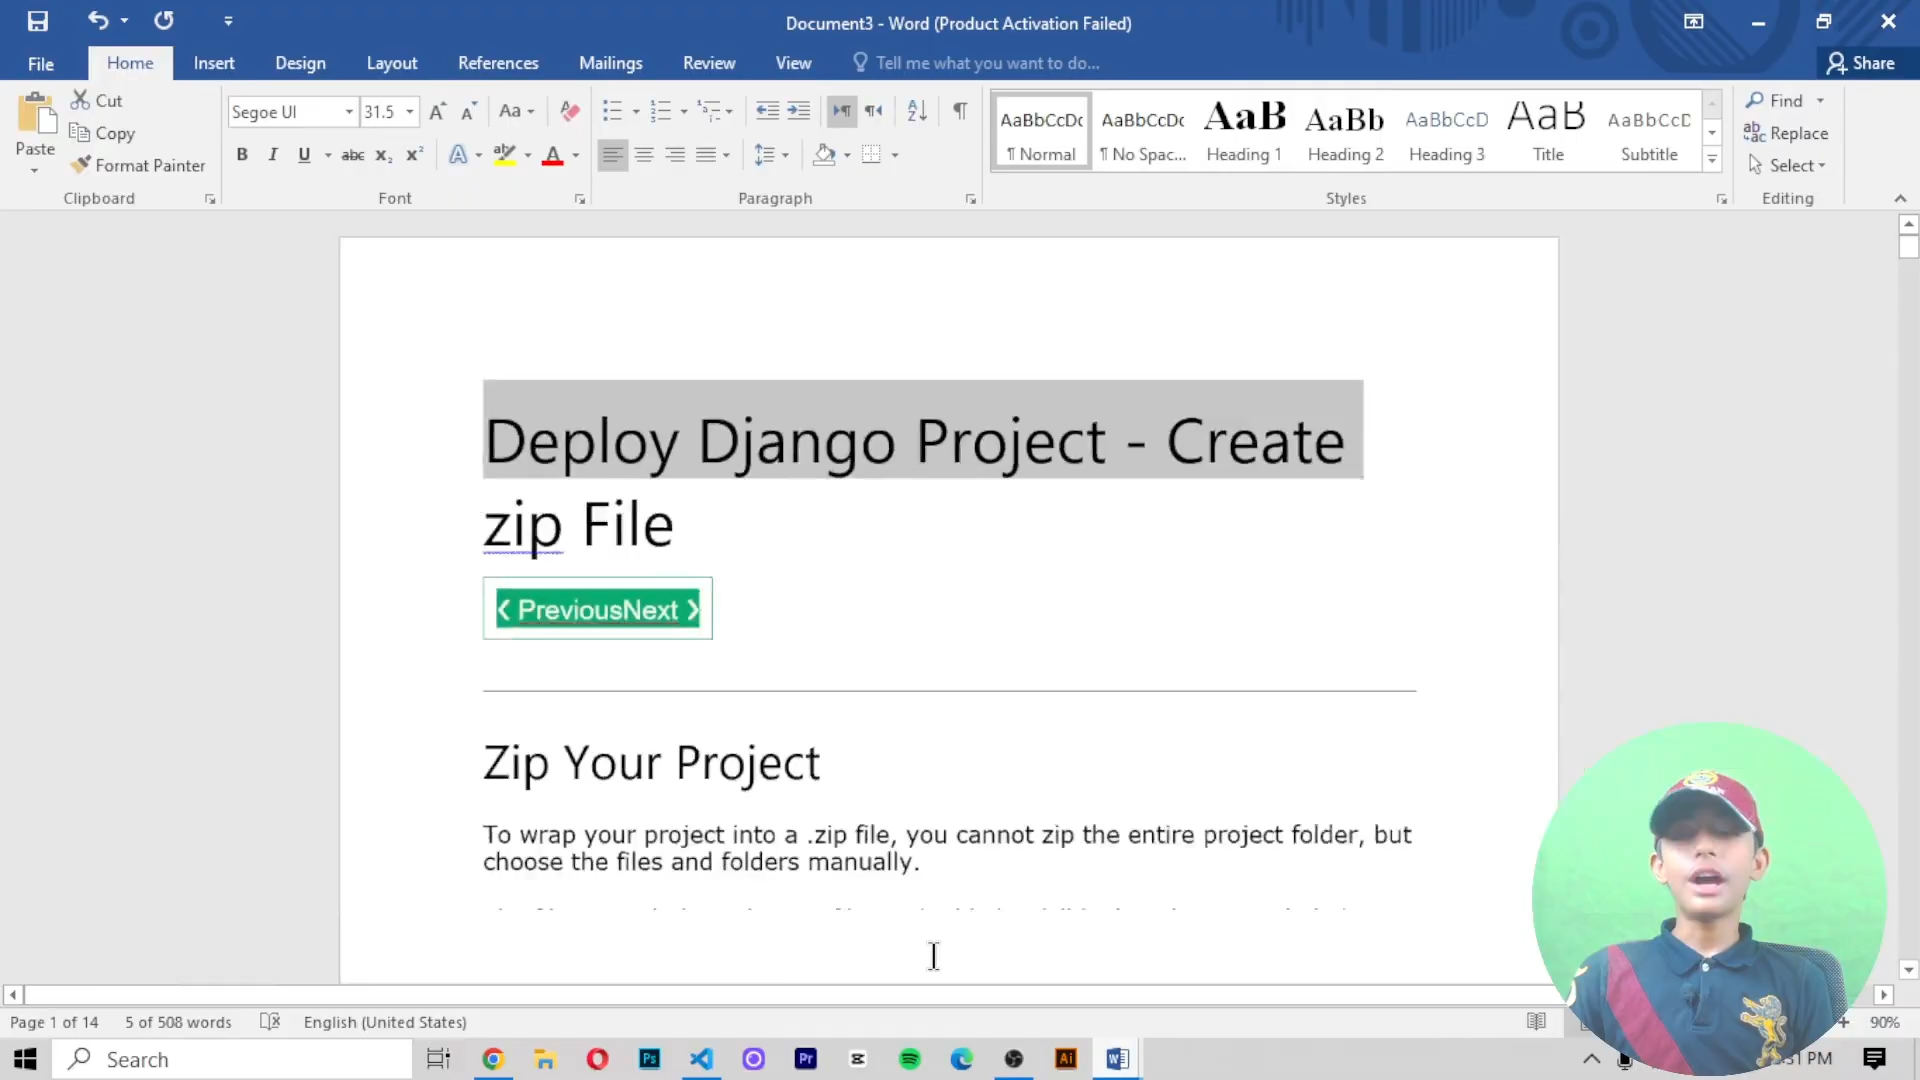 Document3 - Word (Product Activation Failed)
File Home Insert Design Layout References Mailings Review View Tell me what you want to do... Share
Paste
Cut
Copy
Format Painter
Clipboard
Segoe UI 31.5
Font
Paragraph
AaBbCcDc AaBbCcDc AaB AaBb AaBbCcD AaB AaBbCcD
¶ Normal ¶ No Spac... Heading 1 Heading 2 Heading 3 Title Subtitle
Styles
Find
Replace
Select
Editing
Deploy Django Project - Create
zip File
❮ PreviousNext ❯
Zip Your Project
To wrap your project into a .zip file, you cannot zip the entire project folder, but
choose the files and folders manually.
Page 1 of 14 5 of 508 words English (United States) 90%
Search